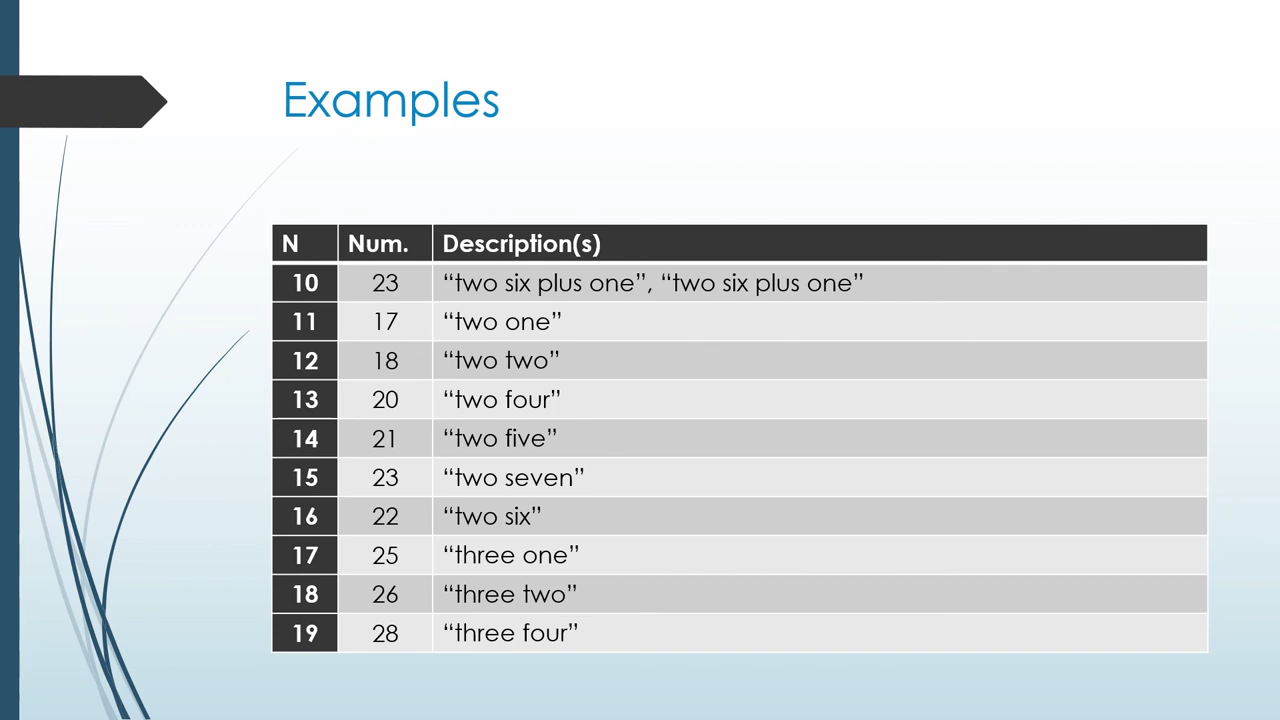 Examples
N Num. Description(s)
10 23 “two six plus one”, “two six plus one”
11 17 “two one”
12 18 “two two”
13 20 “two four”
14 21 “two five”
15 23 “two seven”
16 22 “two six”
17 25 “three one”
18 26 “three two”
19 28 “three four”